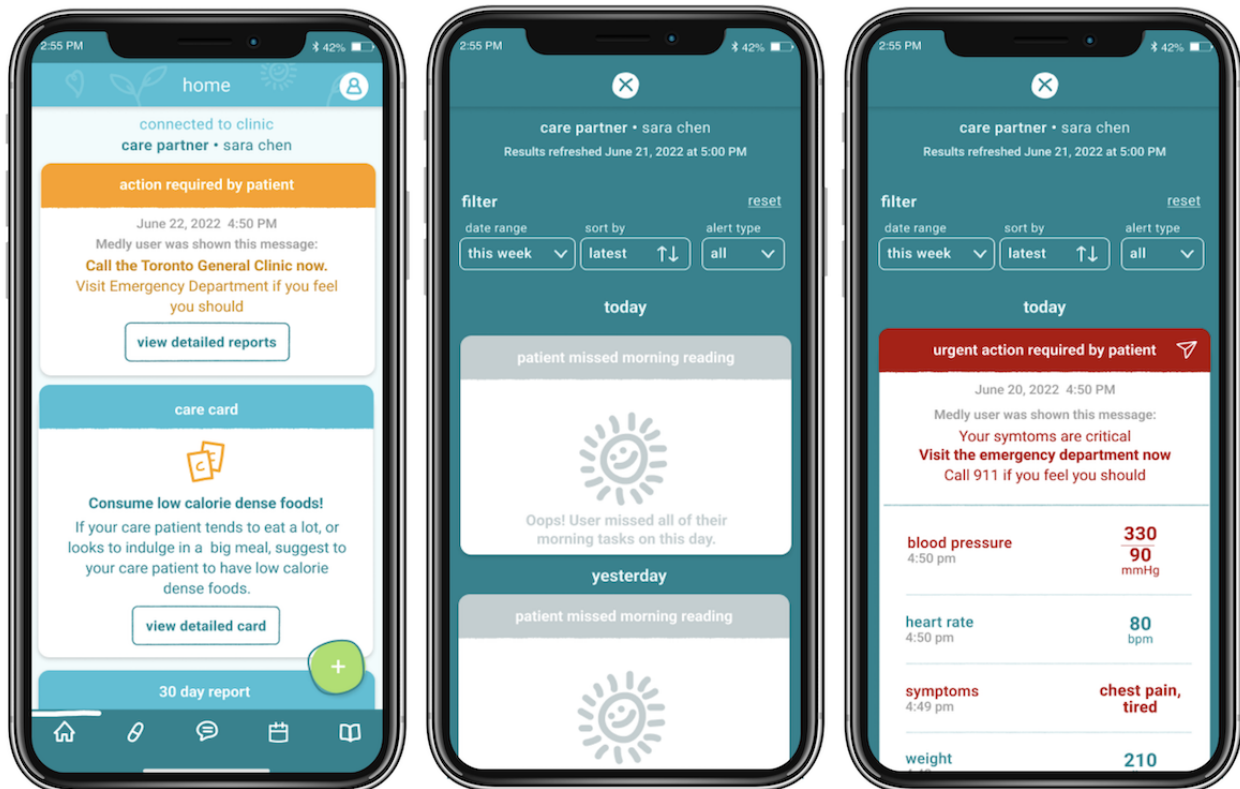 2:55 PM
42%
home
connected to clinic
care partner • sara chen
action required by patient
June 22, 2022 4:50 PM
Medly user was shown this message:
Call the Toronto General Clinic now.
Visit Emergency Department if you feel
you should
view detailed reports
care card
C
Consume low calorie dense foods!
If your care patient tends to eat a lot, or
looks to indulge in a big meal, suggest to
your care patient to have low calorie
dense foods.
view detailed card
+
30 day report
2:55 PM
42%
care partner • sara chen
Results refreshed June 21, 2022 at 5:00 PM
filter
reset
date range
sort by
alert type
this week
latest
all
today
patient missed morning reading
Oops! User missed all of their
morning tasks on this day.
yesterday
patient missed morning reading
2:55 PM
42%
care partner • sara chen
Results refreshed June 21, 2022 at 5:00 PM
filter
reset
date range
sort by
alert type
this week
latest
all
today
urgent action required by patient
June 20, 2022 4:50 PM
Medly user was shown this message:
Your symtoms are critical
Visit the emergency department now
Call 911 if you feel you should
blood pressure
4:50 pm
330
90
mmHg
heart rate
4:50 pm
80
bpm
symptoms
4:49 pm
chest pain,
tired
weight
210